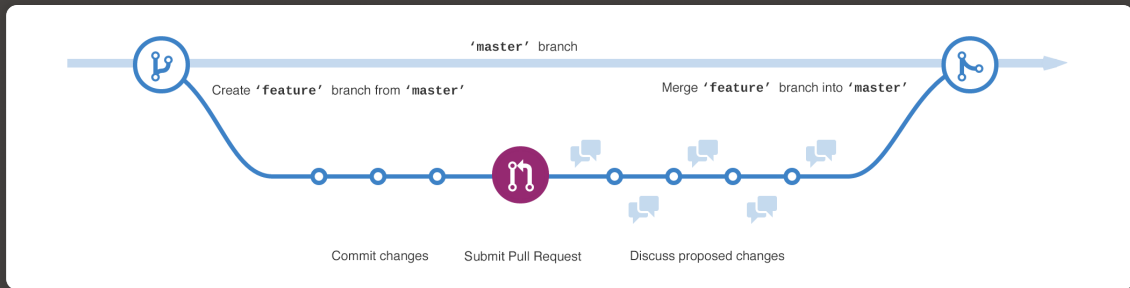 ‘master’ branch
Create ‘feature’ branch from ‘master’
Merge ‘feature’ branch into ‘master’
Commit changes
Submit Pull Request
Discuss proposed changes